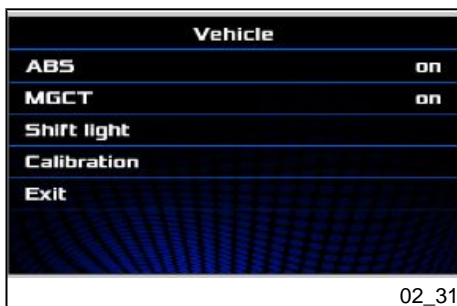 Vehicle
ABS on
MGCT on
Shift light
Calibration
Exit
02_31